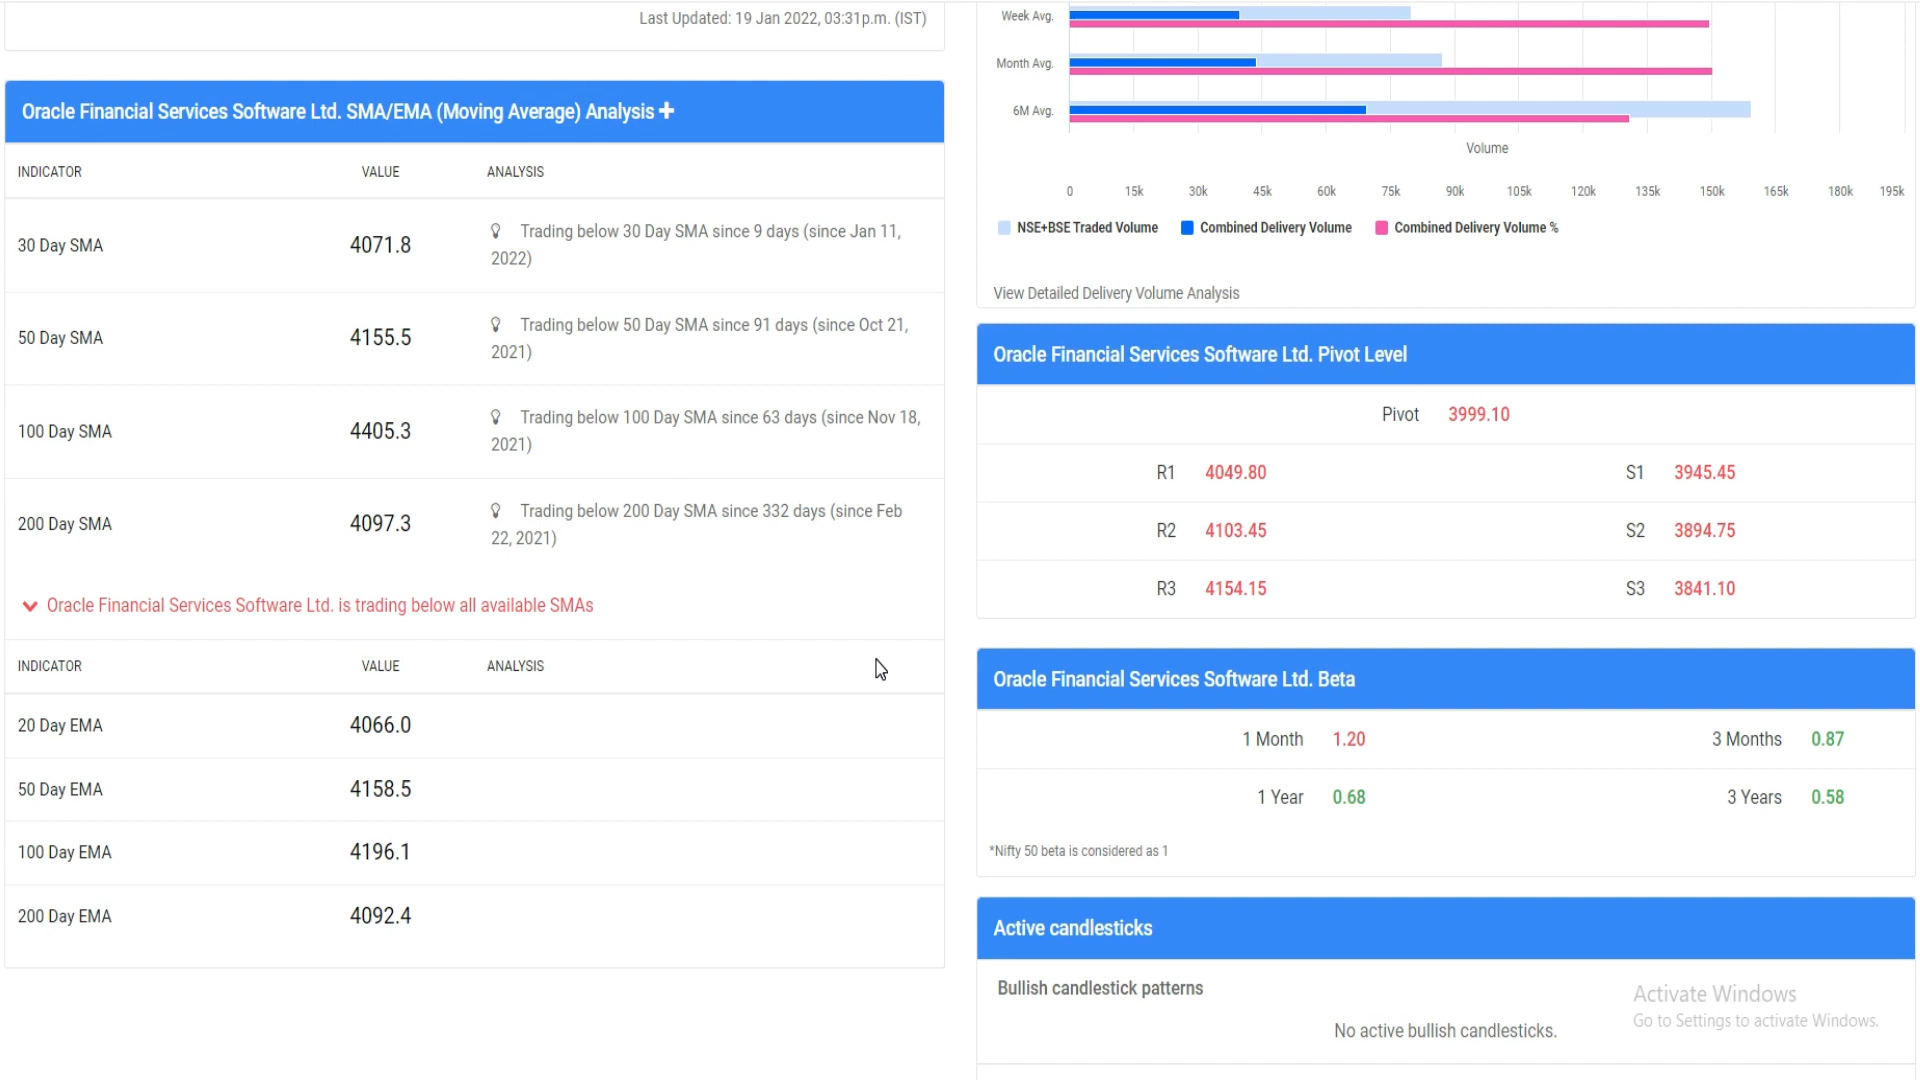 Last Updated: 19 Jan 2022, 03:31p.m. (IST)
Oracle Financial Services Software Ltd. SMA/EMA (Moving Average) Analysis +
INDICATOR VALUE ANALYSIS
30 Day SMA 4071.8 Trading below 30 Day SMA since 9 days (since Jan 11,
2022)
50 Day SMA 4155.5 Trading below 50 Day SMA since 91 days (since Oct 21,
2021)
100 Day SMA 4405.3 Trading below 100 Day SMA since 63 days (since Nov 18,
2021)
200 Day SMA 4097.3 Trading below 200 Day SMA since 332 days (since Feb
22, 2021)
Oracle Financial Services Software Ltd. is trading below all available SMAs
INDICATOR VALUE ANALYSIS
20 Day EMA 4066.0
50 Day EMA 4158.5
100 Day EMA 4196.1
200 Day EMA 4092.4
Week Avg.
Month Avg.
6M Avg.
Volume
0 15k 30k 45k 60k 75k 90k 105k 120k 135k 150k 165k 180k 195k
NSE+BSE Traded Volume Combined Delivery Volume Combined Delivery Volume %
View Detailed Delivery Volume Analysis
Oracle Financial Services Software Ltd. Pivot Level
Pivot 3999.10
R1 4049.80 S1 3945.45
R2 4103.45 S2 3894.75
R3 4154.15 S3 3841.10
Oracle Financial Services Software Ltd. Beta
1 Month 1.20 3 Months 0.87
1 Year 0.68 3 Years 0.58
*Nifty 50 beta is considered as 1
Active candlesticks
Bullish candlestick patterns
No active bullish candlesticks.
Activate Windows
Go to Settings to activate Windows.